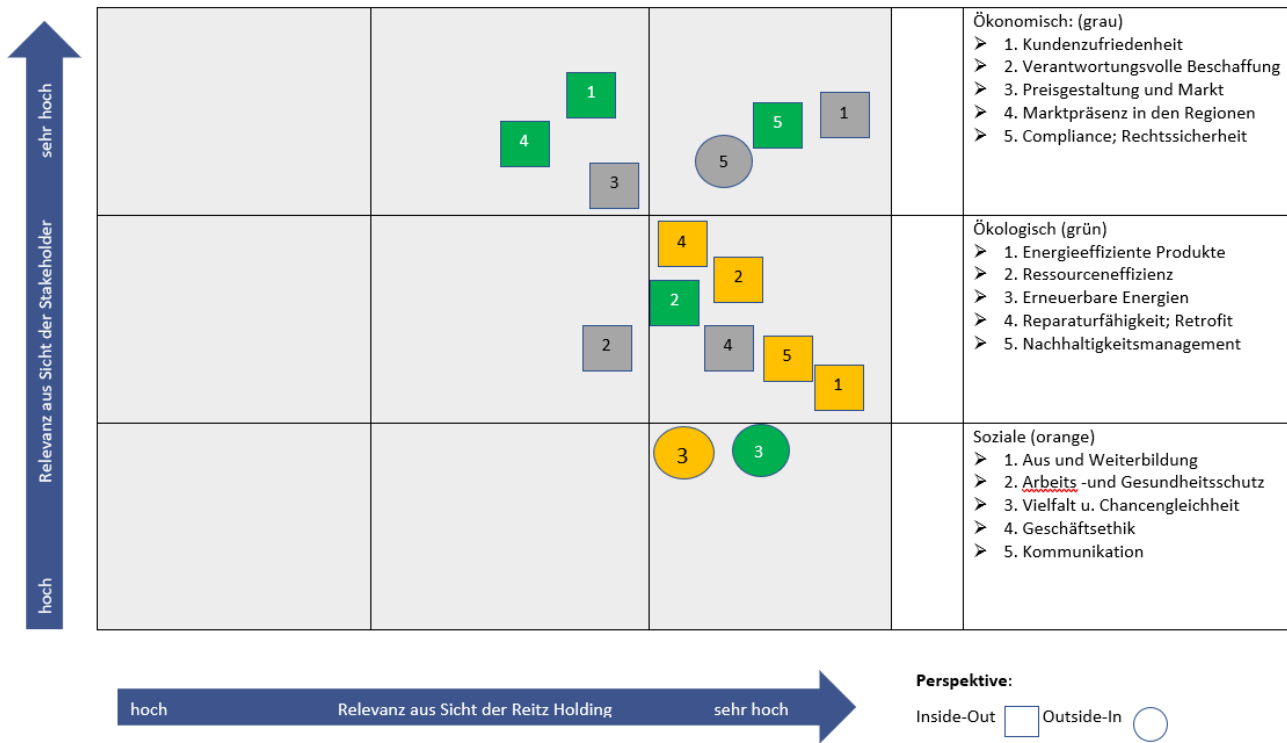 Ökonomisch: (grau)
➢ 1. Kundenzufriedenheit
➢ 2. Verantwortungsvolle Beschaffung
➢ 3. Preisgestaltung und Markt
➢ 4. Marktpräsenz in den Regionen
➢ 5. Compliance; Rechtssicherheit
sehr hoch
Relevanz aus Sicht der Stakeholder
hoch
1
5
1
4
5
3
4
2
2
2
4
5
1
3
3
Ökologisch (grün)
➢ 1. Energieeffiziente Produkte
➢ 2. Ressourceneffizienz
➢ 3. Erneuerbare Energien
➢ 4. Reparaturfähigkeit; Retrofit
➢ 5. Nachhaltigkeitsmanagement
Soziale (orange)
➢ 1. Aus und Weiterbildung
➢ 2. Arbeits -und Gesundheitsschutz
➢ 3. Vielfalt u. Chancengleichheit
➢ 4. Geschäftsethik
➢ 5. Kommunikation
hoch Relevanz aus Sicht der Reitz Holding sehr hoch
Perspektive:
Inside-Out Outside-In